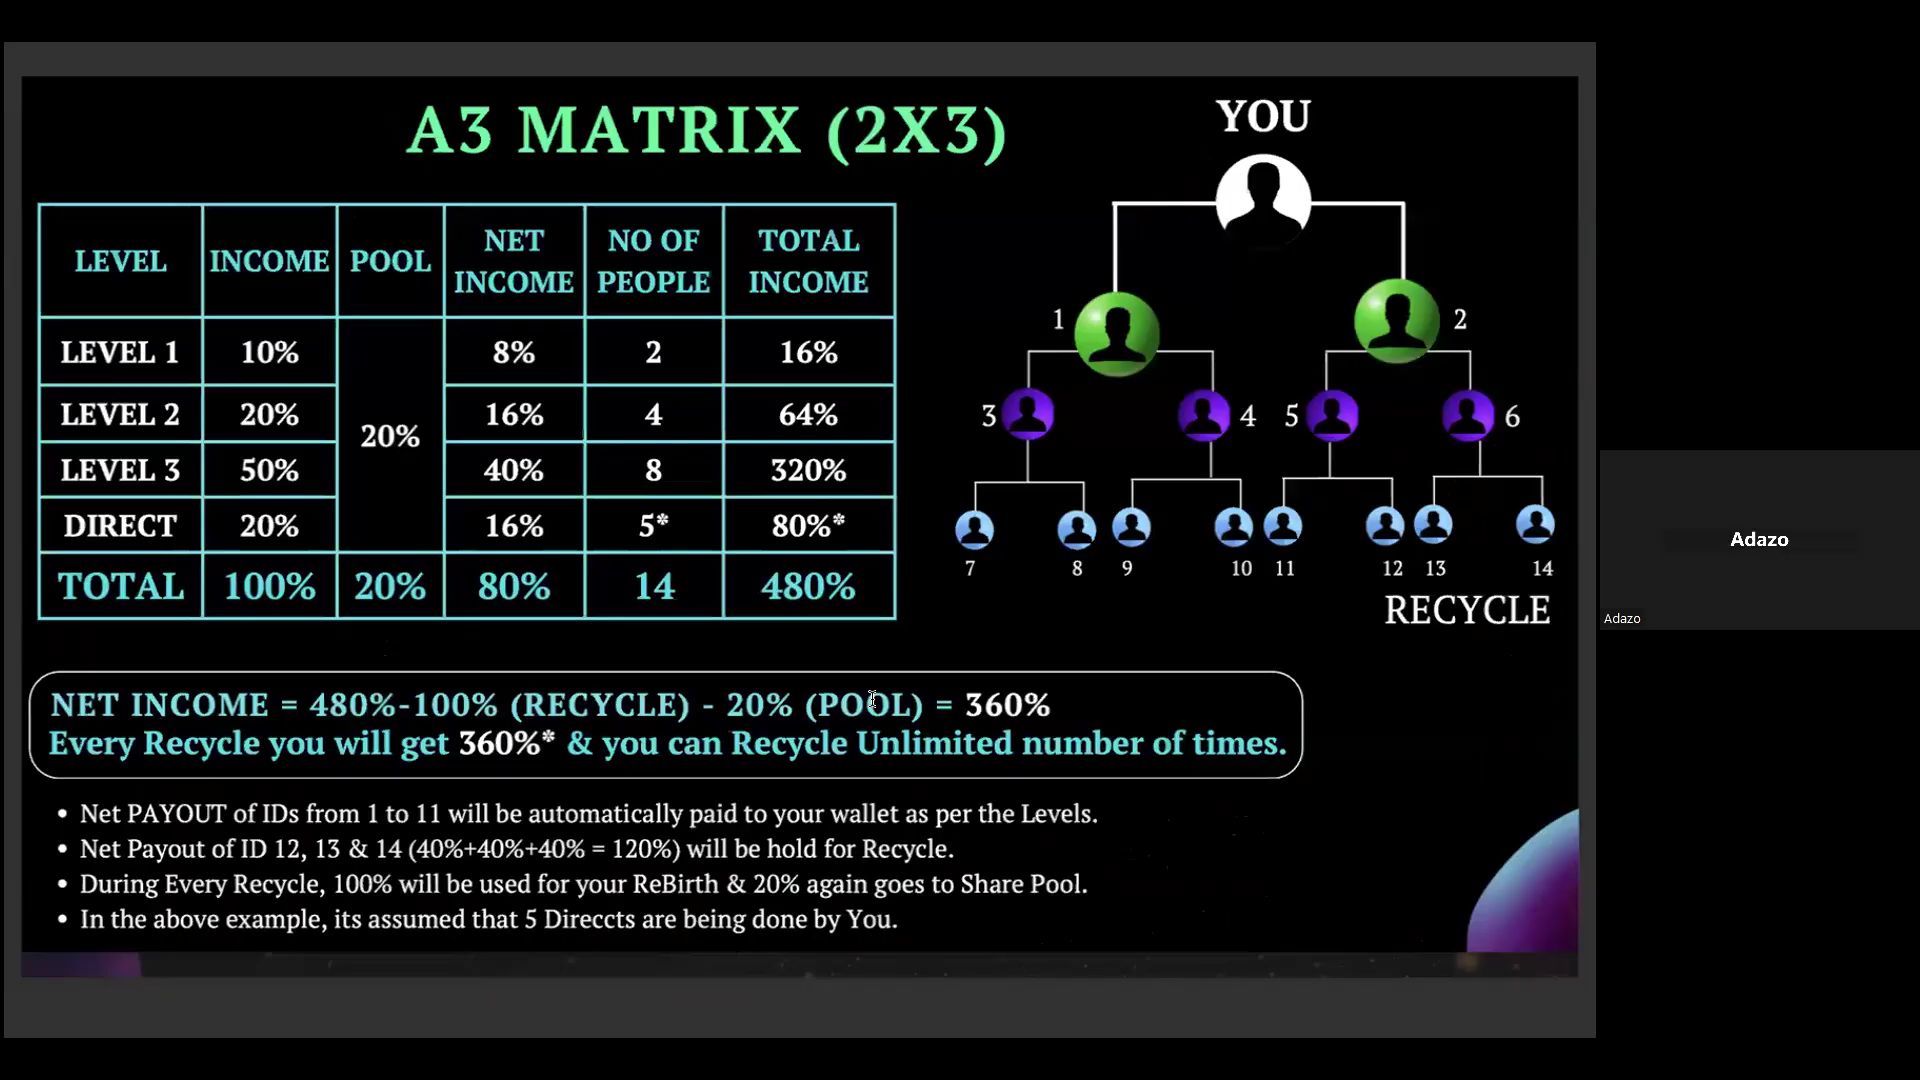 A3 MATRIX (2X3)
YOU
LEVEL INCOME POOL NET INCOME NO OF PEOPLE TOTAL INCOME
LEVEL 1 10% 8% 2 16%
LEVEL 2 20% 16% 4 64%
20%
LEVEL 3 50% 40% 8 320%
DIRECT 20% 16% 5* 80%*
TOTAL 100% 20% 80% 14 480%
1 2
3 4 5 6
7 8 9 10 11 12 13 14
RECYCLE
NET INCOME = 480%-100% (RECYCLE) - 20% (POOL) = 360%
Every Recycle you will get 360%* & you can Recycle Unlimited number of times.
• Net PAYOUT of IDs from 1 to 11 will be automatically paid to your wallet as per the Levels.
• Net Payout of ID 12, 13 & 14 (40%+40%+40% = 120%) will be hold for Recycle.
• During Every Recycle, 100% will be used for your ReBirth & 20% again goes to Share Pool.
• In the above example, its assumed that 5 Direccts are being done by You.
Adazo
Adazo